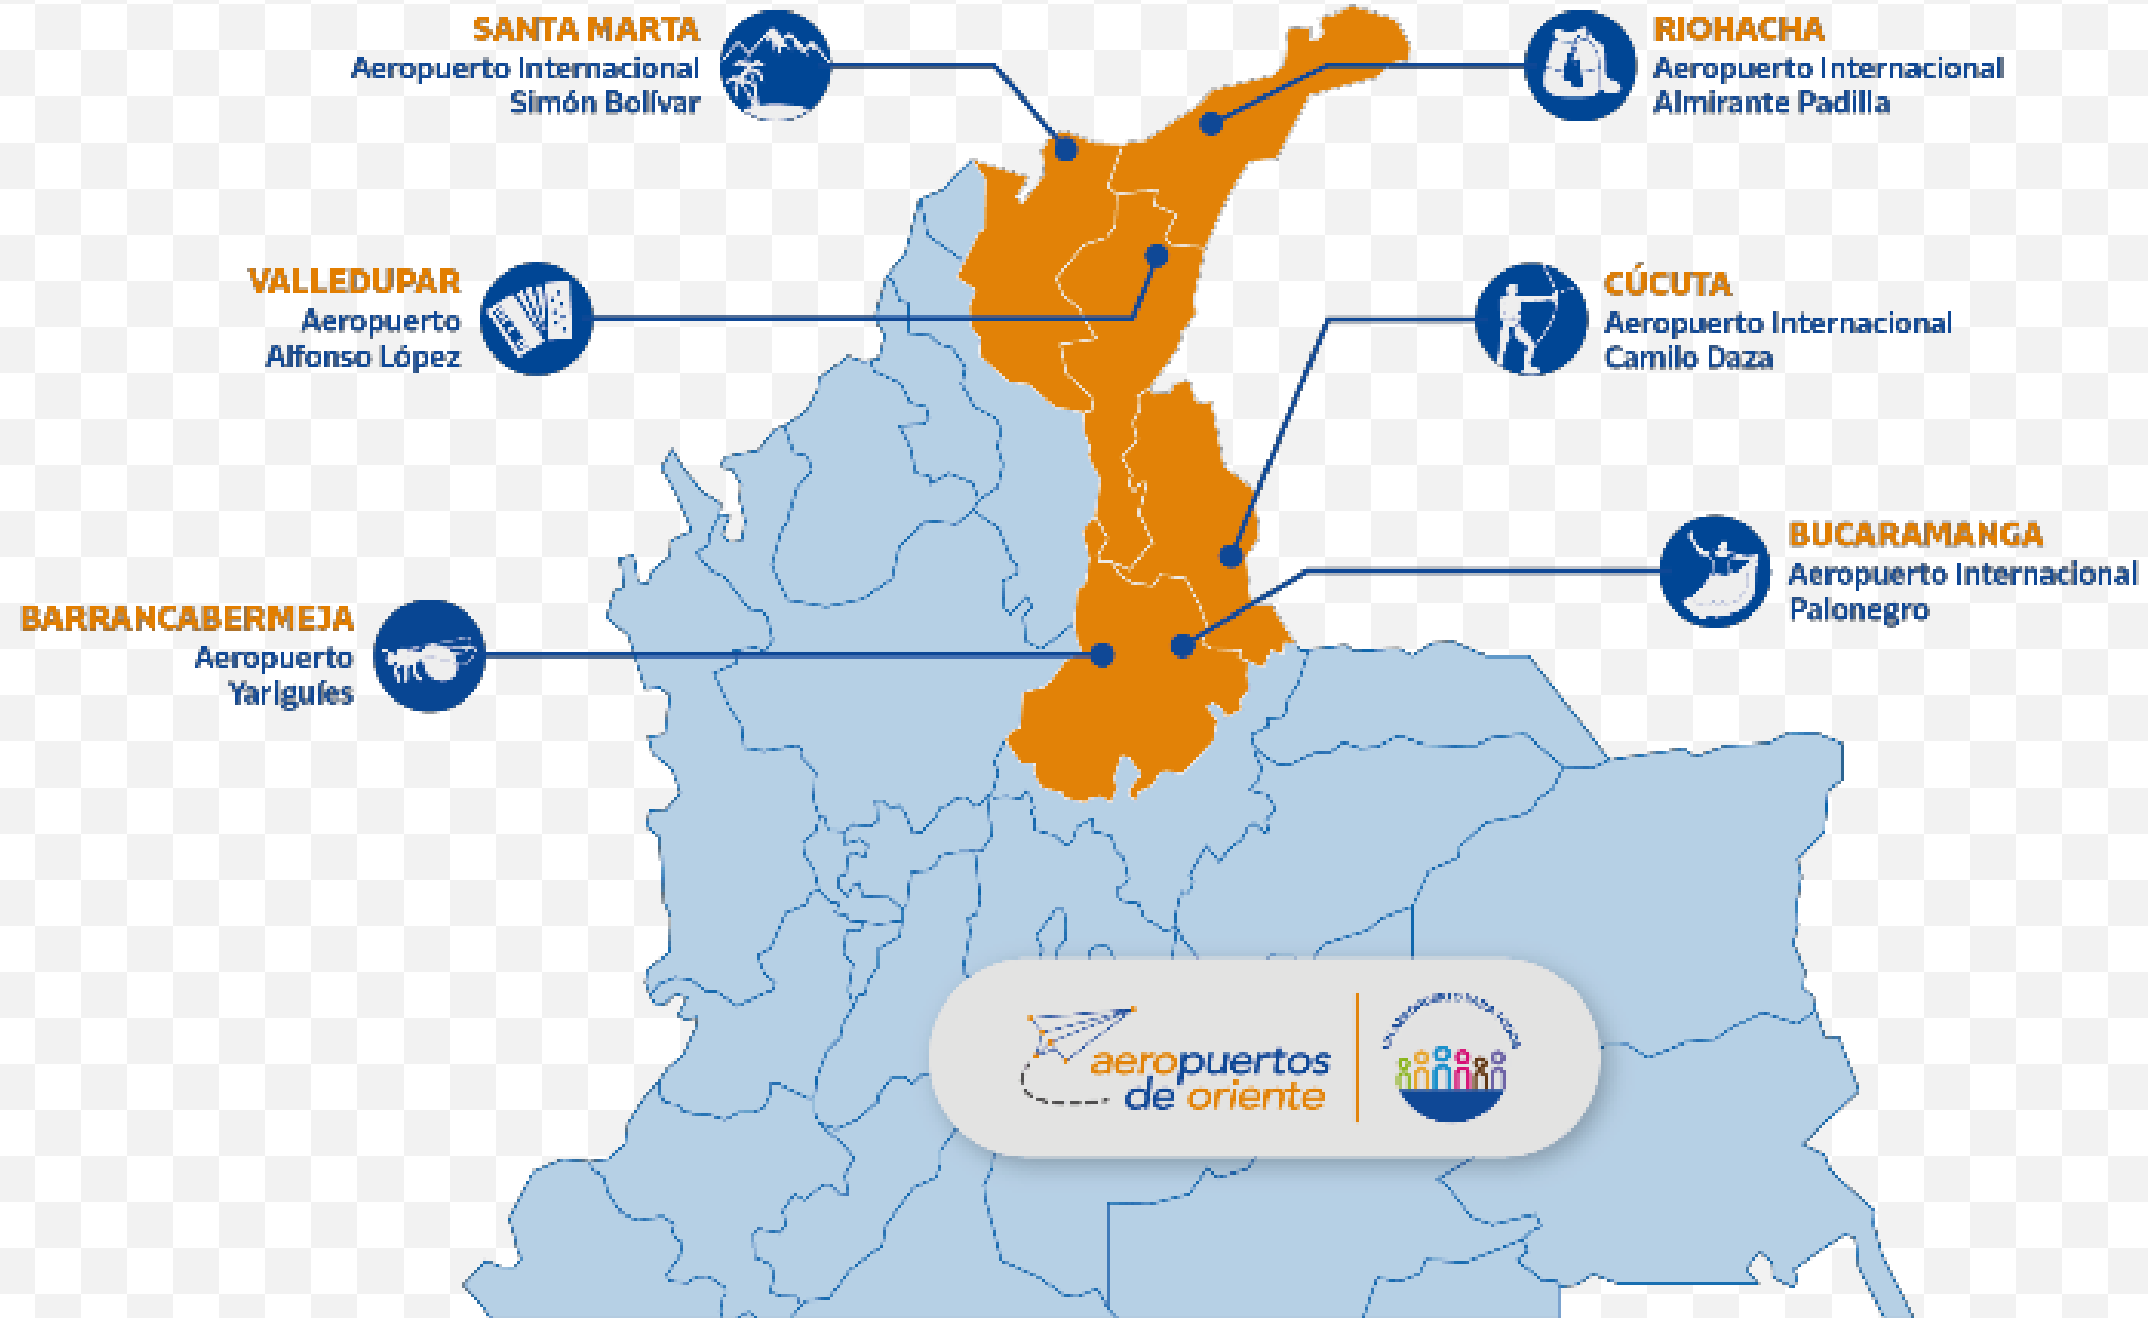 SANTA MARTA
Aeropuerto Internacional
Simón Bolívar
RIOHACHA
Aeropuerto Internacional
Almirante Padilla
VALLEDUPAR
Aeropuerto
Alfonso López
CÚCUTA
Aeropuerto Internacional
Camilo Daza
BUCARAMANGA
Aeropuerto Internacional
Palonegro
BARRANCABERMEJA
Aeropuerto
Yariguíes
aeropuertos
de oriente